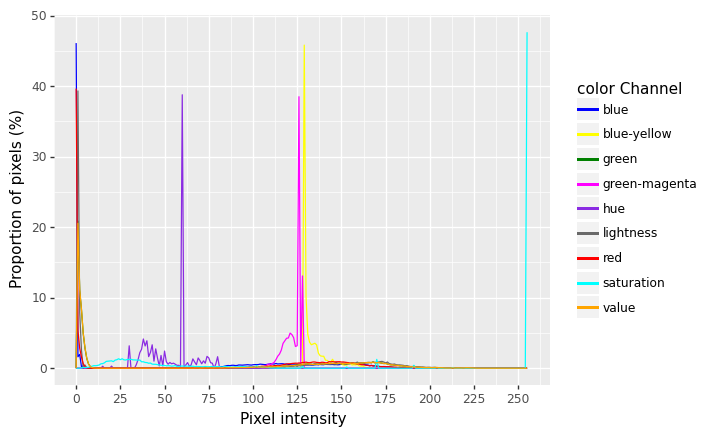 50
40
30
20
10
0
Proportion of pixels (%)
0 25 50 75 100 125 150 175 200 225 250
Pixel intensity
color Channel
blue
blue-yellow
green
green-magenta
hue
lightness
red
saturation
value